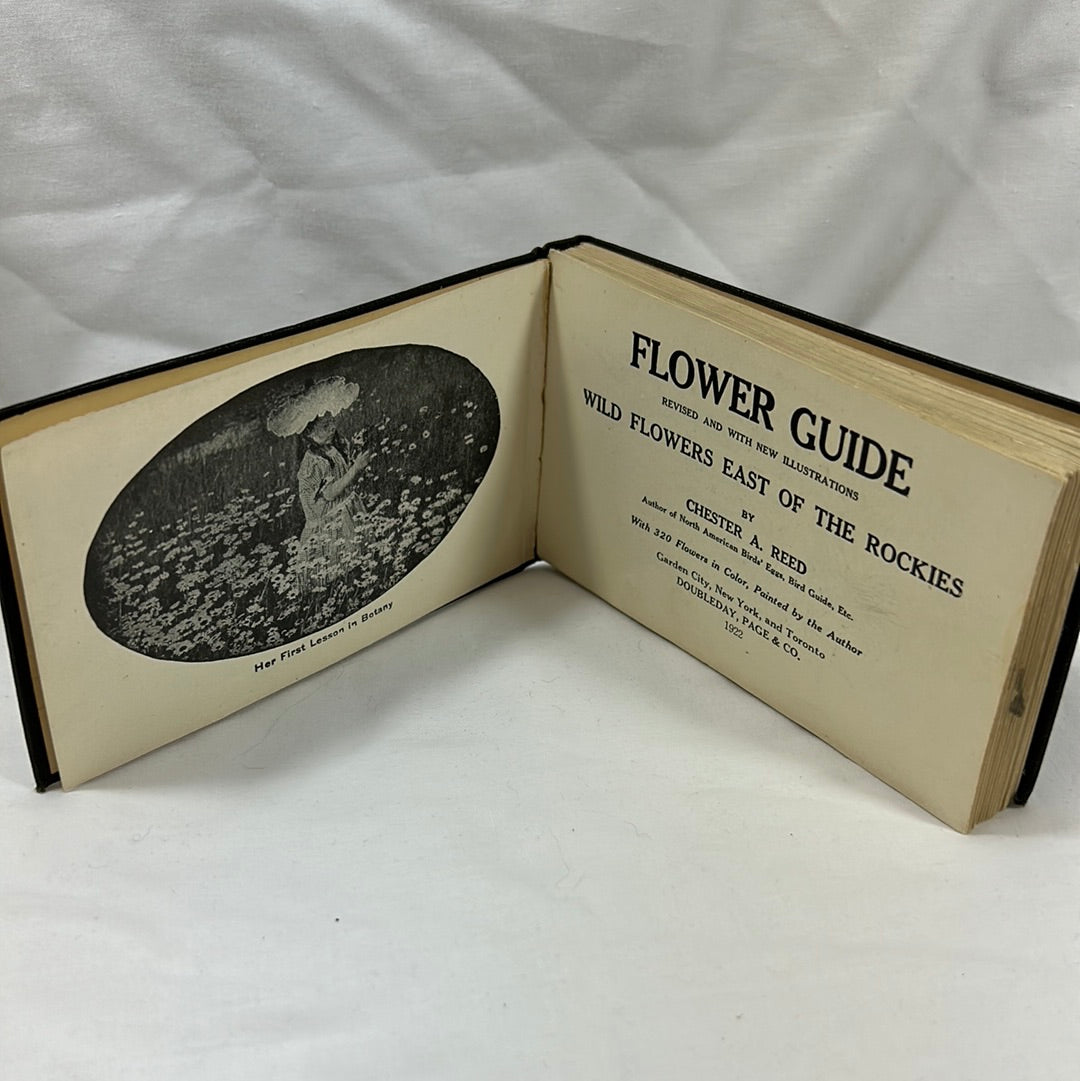 Her First Lesson in Botany
FLOWER GUIDE
REVISED AND WITH NEW ILLUSTRATIONS
WILD FLOWERS EAST OF THE ROCKIES
BY
CHESTER A. REED
Author of North American Birds' Eggs, Bird Guide, Etc.
With 320 Flowers in Color, Painted by the Author
Garden City, New York, and Toronto
DOUBLEDAY, PAGE & CO.
1922